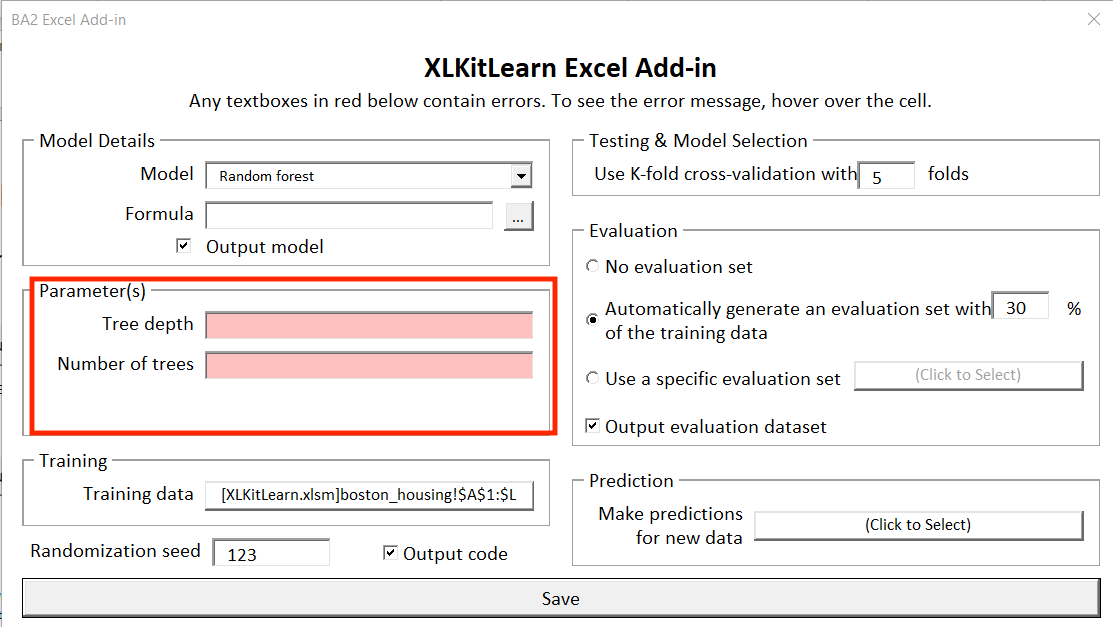 BA2 Excel Add-in
XLKitLearn Excel Add-in
Any textboxes in red below contain errors. To see the error message, hover over the cell.
Model Details
Model
Random forest
Formula
...
Output model
Parameter(s)
Tree depth
Number of trees
Training
Training data
[XLKitLearn.xlsm]boston_housing!$A$1:$L
Randomization seed
123
Output code
Testing & Model Selection
Use K-fold cross-validation with 5 folds
Evaluation
No evaluation set
Automatically generate an evaluation set with 30 %
of the training data
Use a specific evaluation set
(Click to Select)
Output evaluation dataset
Prediction
Make predictions
for new data
(Click to Select)
Save